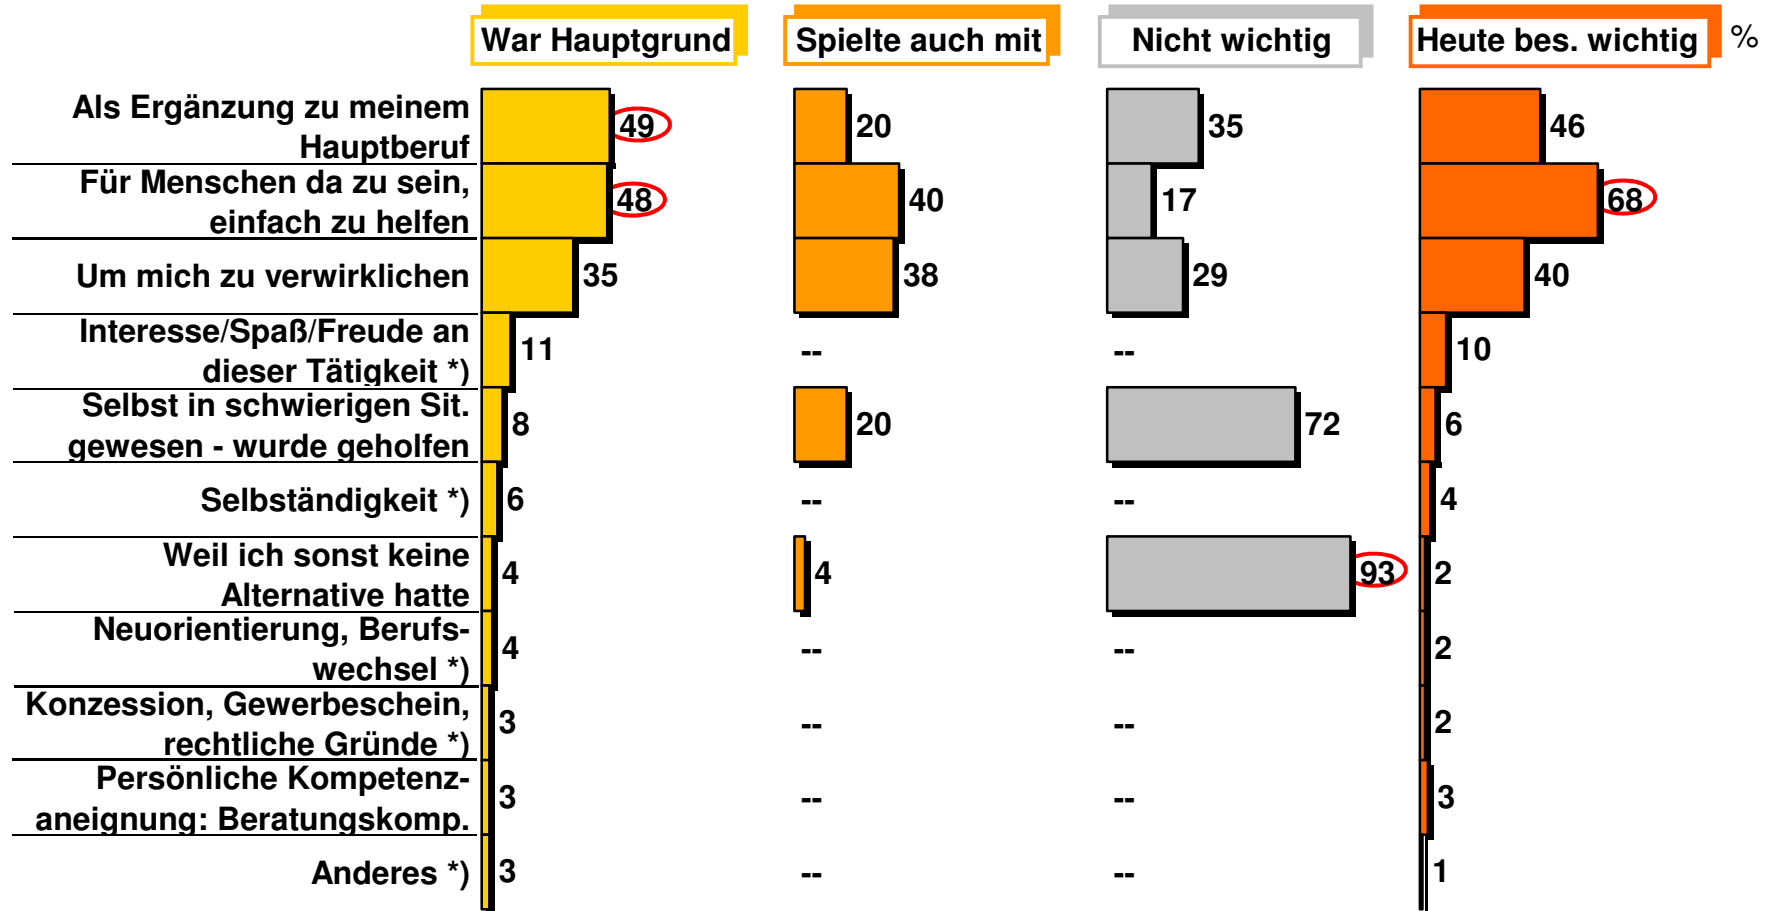 War Hauptgrund Spielte auch mit Nicht wichtig Heute bes. wichtig %
Als Ergänzung zu meinem
Hauptberuf 49 20 35 46
Für Menschen da zu sein,
einfach zu helfen 48 40 17 68
Um mich zu verwirklichen 35 38 29 40
Interesse/Spaß/Freude an
dieser Tätigkeit *) 11 -- -- 10
Selbst in schwierigen Sit.
gewesen - wurde geholfen 8 20 72 6
Selbständigkeit *) 6 -- -- 4
Weil ich sonst keine
Alternative hatte 4 4 93 2
Neuorientierung, Berufs-
wechsel *) 4 -- -- 2
Konzession, Gewerbeschein,
rechtliche Gründe *) 3 -- -- 2
Persönliche Kompetenz-
aneignung: Beratungskomp. 3 -- -- 3
Anderes *) 3 -- -- 1